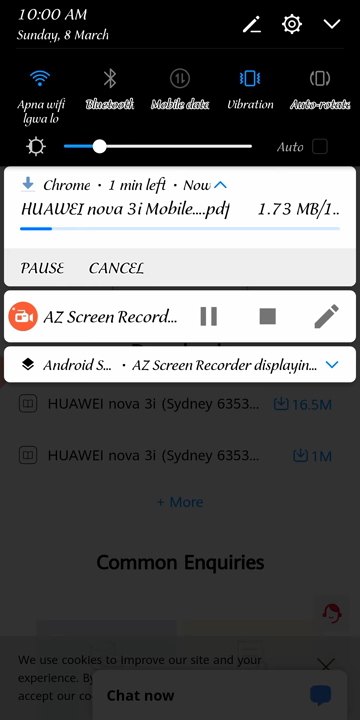 10:00 AM
Sunday, 8 March
Apna wifi lgwa lo
Bluetooth
Mobile data
Vibration
Auto-rotate
Auto
Chrome • 1 min left • Now
HUAWEI nova 3i Mobile....pdf 1.73 MB/1..
PAUSE CANCEL
AZ Screen Record...
Android S... • AZ Screen Recorder displayin...
HUAWEI nova 3i (Sydney 6353... 16.5M
HUAWEI nova 3i (Sydney 6353... 1M
+ More
Common Enquiries
We use cookies to improve our site and your
experience. By
accept our co
Chat now